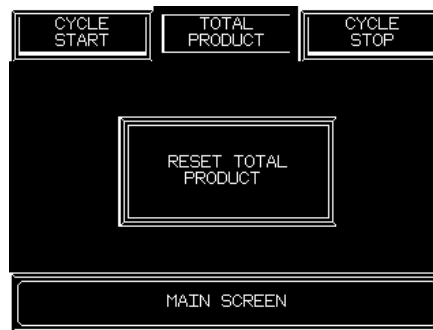 CYCLE
START
TOTAL
PRODUCT
CYCLE
STOP
RESET TOTAL
PRODUCT
MAIN SCREEN